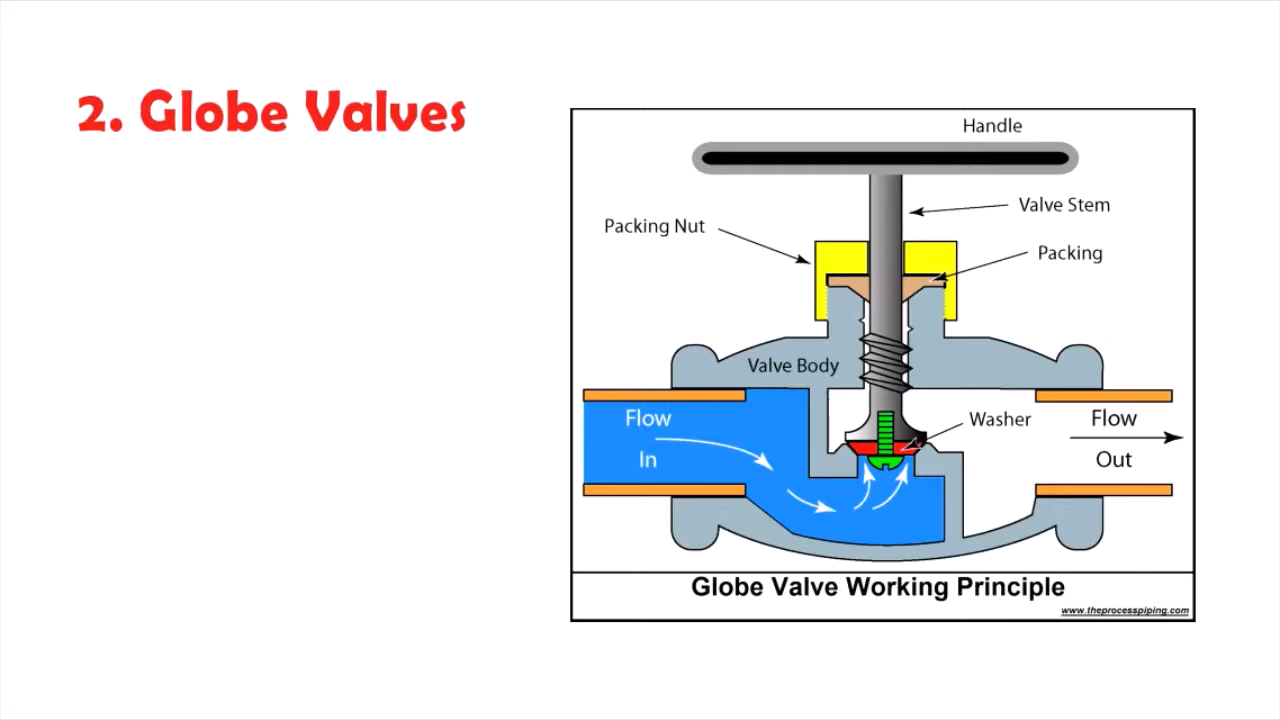 2. Globe Valves
Handle
Valve Stem
Packing Nut
Packing
Valve Body
Washer
Flow
In
Flow
Out
Globe Valve Working Principle
www.theprocesspiping.com